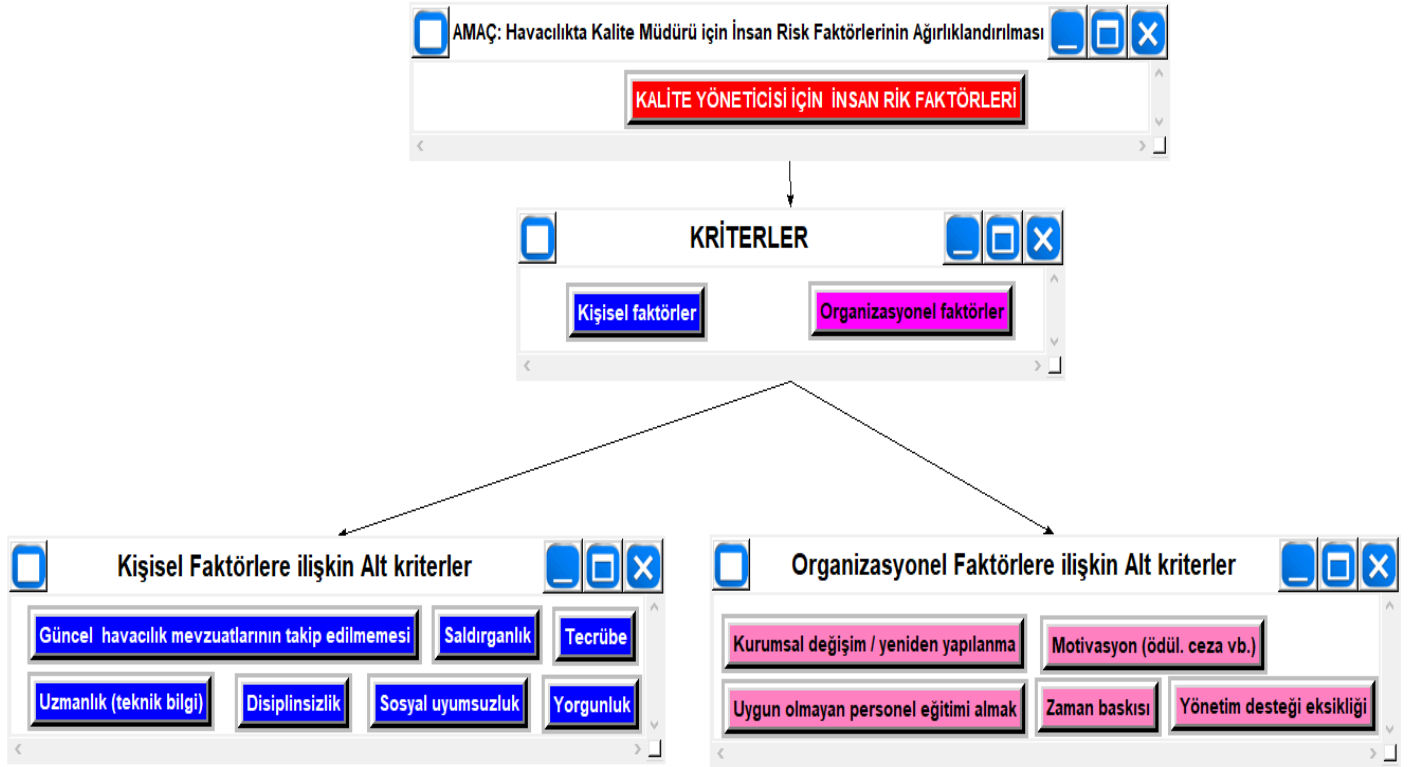 AMAÇ: Havacılıkta Kalite Müdürü için İnsan Risk Faktörlerinin Ağırlıklandırılması
KALİTE YÖNETİCİSİ İÇİN İNSAN RİK FAKTÖRLERİ
KRİTERLER
Kişisel faktörler
Organizasyonel faktörler
Kişisel Faktörlere ilişkin Alt kriterler
Güncel havacılık mevzuatlarının takip edilmemesi
Saldırganlık
Tecrübe
Uzmanlık (teknik bilgi)
Disiplinsizlik
Sosyal uyumsuzluk
Yorgunluk
Organizasyonel Faktörlere ilişkin Alt kriterler
Kurumsal değişim / yeniden yapılanma
Motivasyon (ödül. ceza vb.)
Uygun olmayan personel eğitimi almak
Zaman baskısı
Yönetim desteği eksikliği